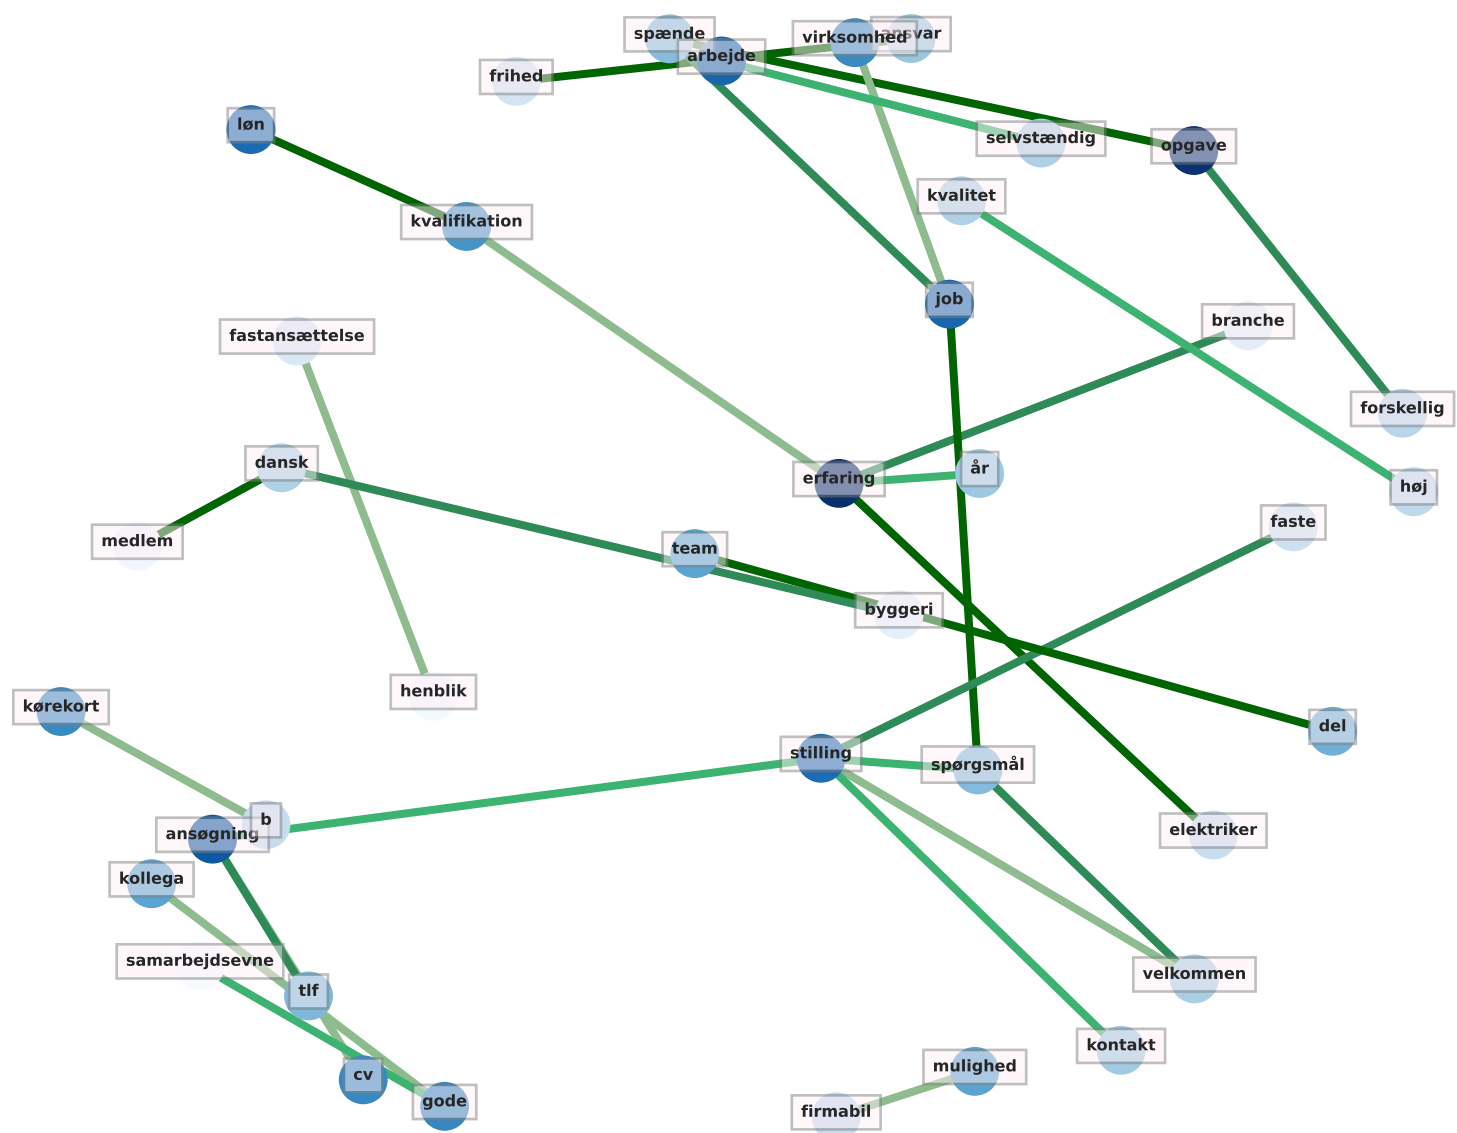 spænde
virksomhed
ansvar
arbejde
frihed
løn
selvstændig
opgave
kvalitet
kvalifikation
job
branche
fastansættelse
forskellig
dansk
år
erfaring
høj
faste
medlem
team
byggeri
henblik
kørekort
del
stilling
spørgsmål
b
ansøgning
elektriker
kollega
samarbejdsevne
velkommen
tlf
kontakt
mulighed
cv
gode
firmabil